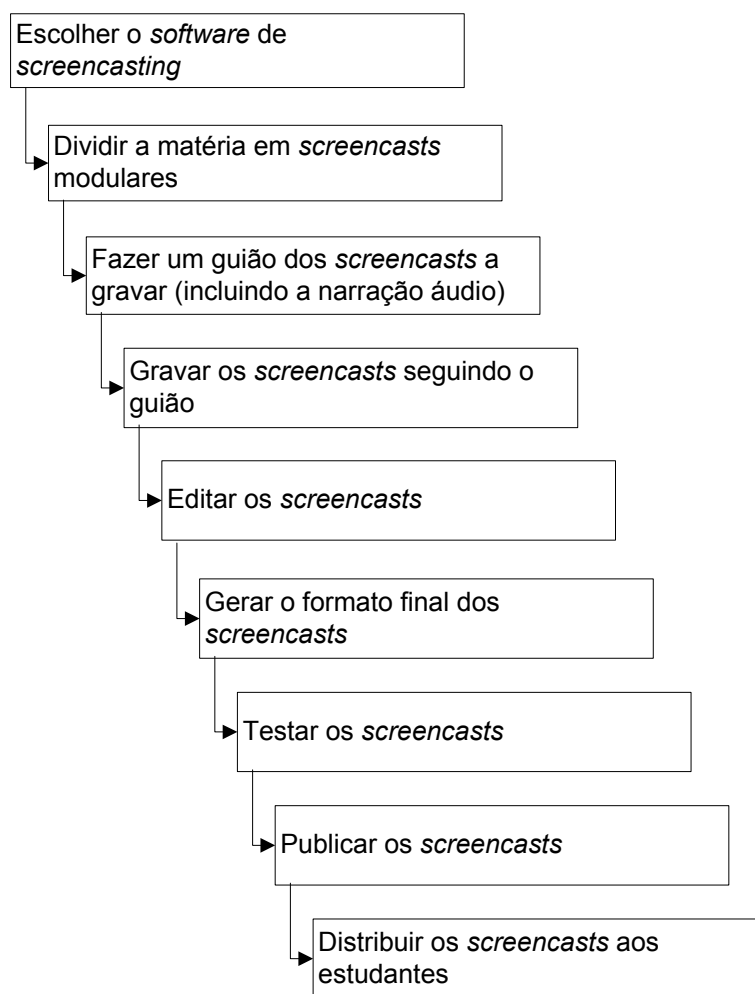 Escolher o software de
screencasting
Dividir a matéria em screencasts
modulares
Fazer um guião dos screencasts a
gravar (incluindo a narração áudio)
Gravar os screencasts seguindo o
guião
Editar os screencasts
Gerar o formato final dos
screencasts
Testar os screencasts
Publicar os screencasts
Distribuir os screencasts aos
estudantes